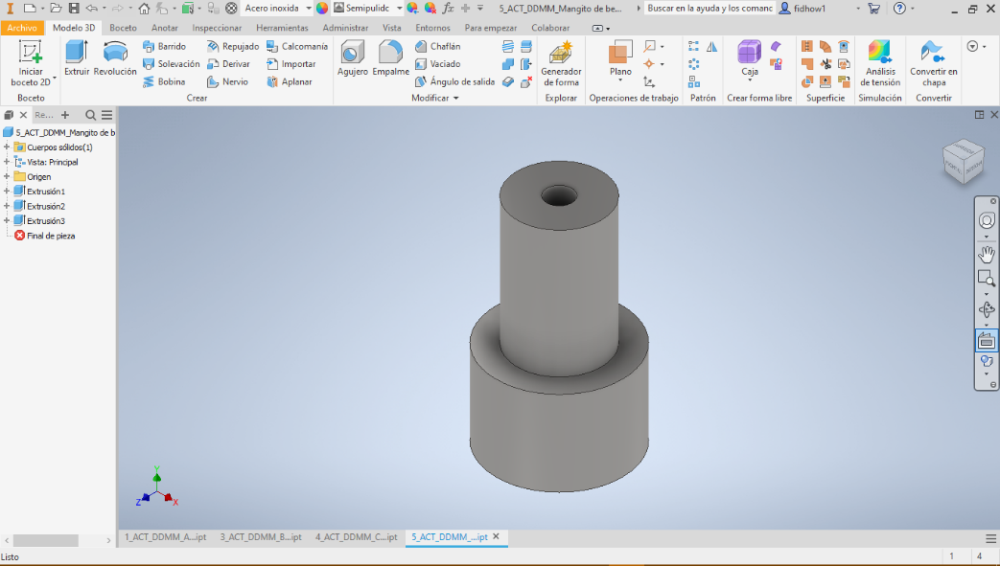 Acero inoxida
Semipulidc
fx
5_ACT_DDMM_Mangito de be...
Buscar en la ayuda y los comanc
fidhow1
Archivo Modelo 3D Boceto Anotar Inspeccionar Herramientas Administrar Vista Entornos Para empezar Colaborar
Iniciar
boceto 2D
Extruir
Revolución
Barrido
Solevación
Bobina
Repujado
Derivar
Nervio
Calcomanía
Importar
Aplanar
Agujero
Empalme
Chaflán
Vaciado
Ángulo de salida
Generador
de forma
Plano
Caja
Análisis
de tensión
Convertir en
chapa
Boceto Crear Modificar Explorar Operaciones de trabajo Patrón Crear forma libre Superficie Simulación Convertir
Re...
5_ACT_DDMM_Mangito de b
Cuerpos sólidos(1)
Vista: Principal
Origen
Extrusión1
Extrusión2
Extrusión3
Final de pieza
Y
Z X
1_ACT_DDMM_A...ipt 3_ACT_DDMM_B...ipt 4_ACT_DDMM_C...ipt 5_ACT_DDMM_...ipt
Listo
1 4